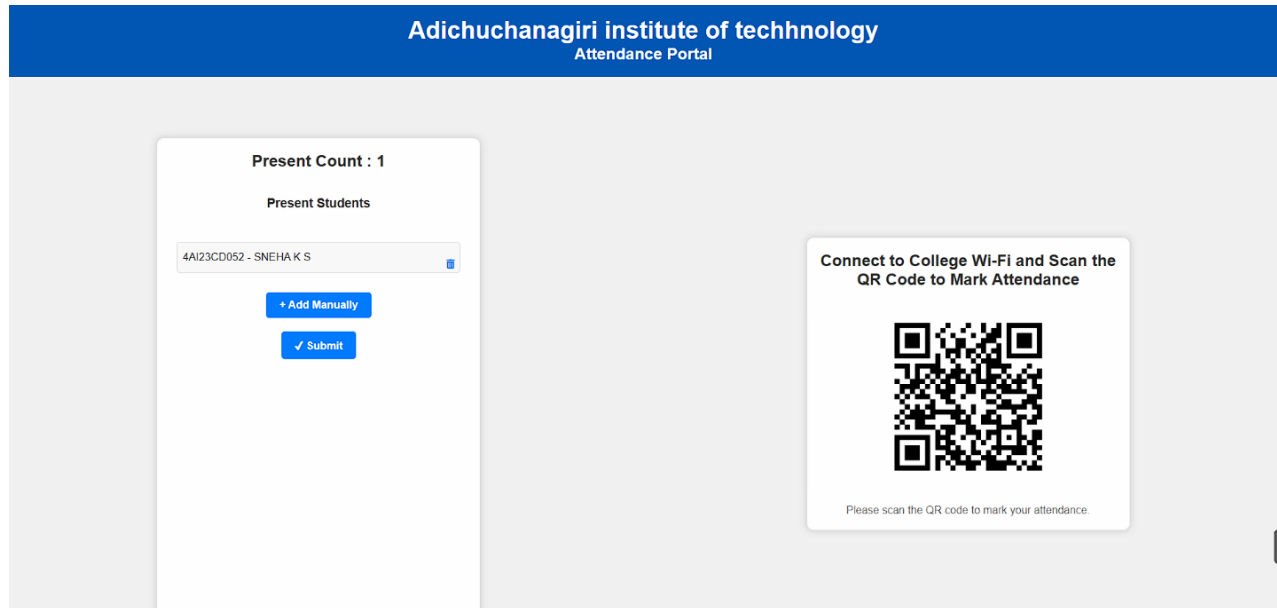 Adichuchanagiri institute of techhnology
Attendance Portal
Present Count : 1
Present Students
4AI23CD052 - SNEHA K S
+ Add Manually
✓ Submit
Connect to College Wi-Fi and Scan the
QR Code to Mark Attendance
Please scan the QR code to mark your attendance.